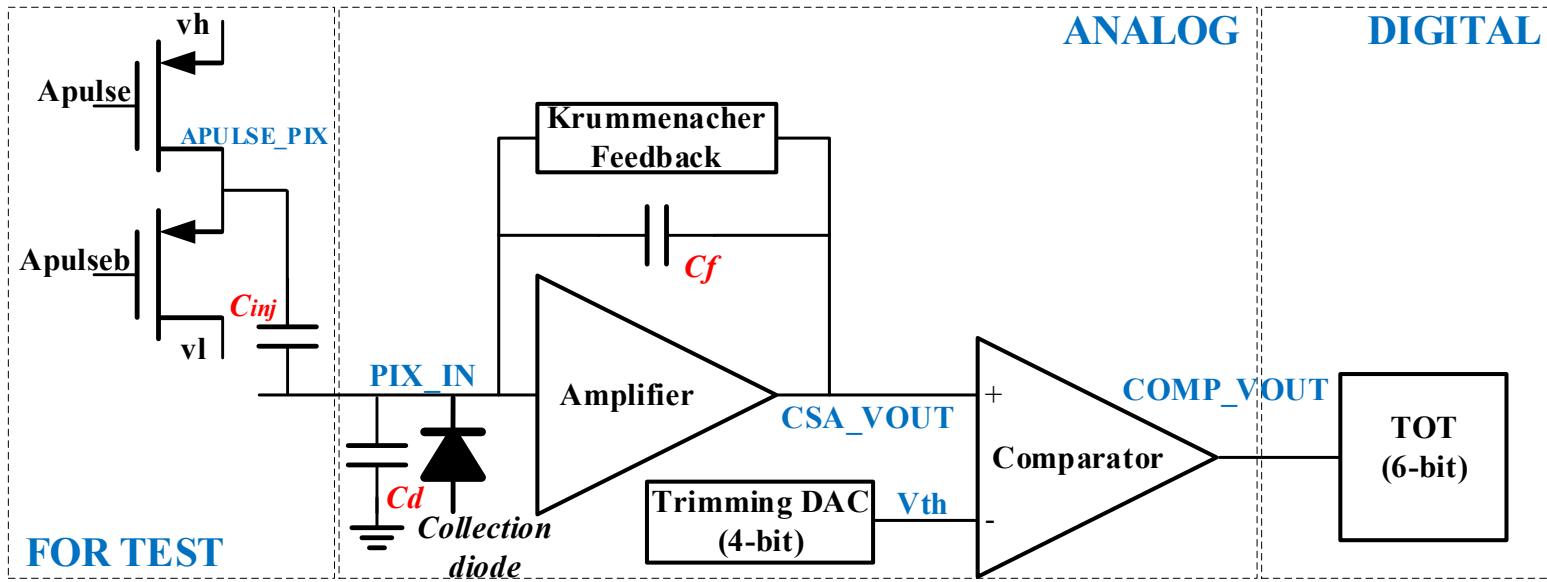 vh
Apulse
APULSE_PIX
Apulseb
Cinj
vl
FOR TEST
ANALOG
Krummenacher
Feedback
Cf
PIX_IN
Amplifier
CSA_VOUT
Cd
Collection
diode
Trimming DAC
(4-bit)
Vth
+
-
Comparator
COMP_VOUT
DIGITAL
TOT
(6-bit)